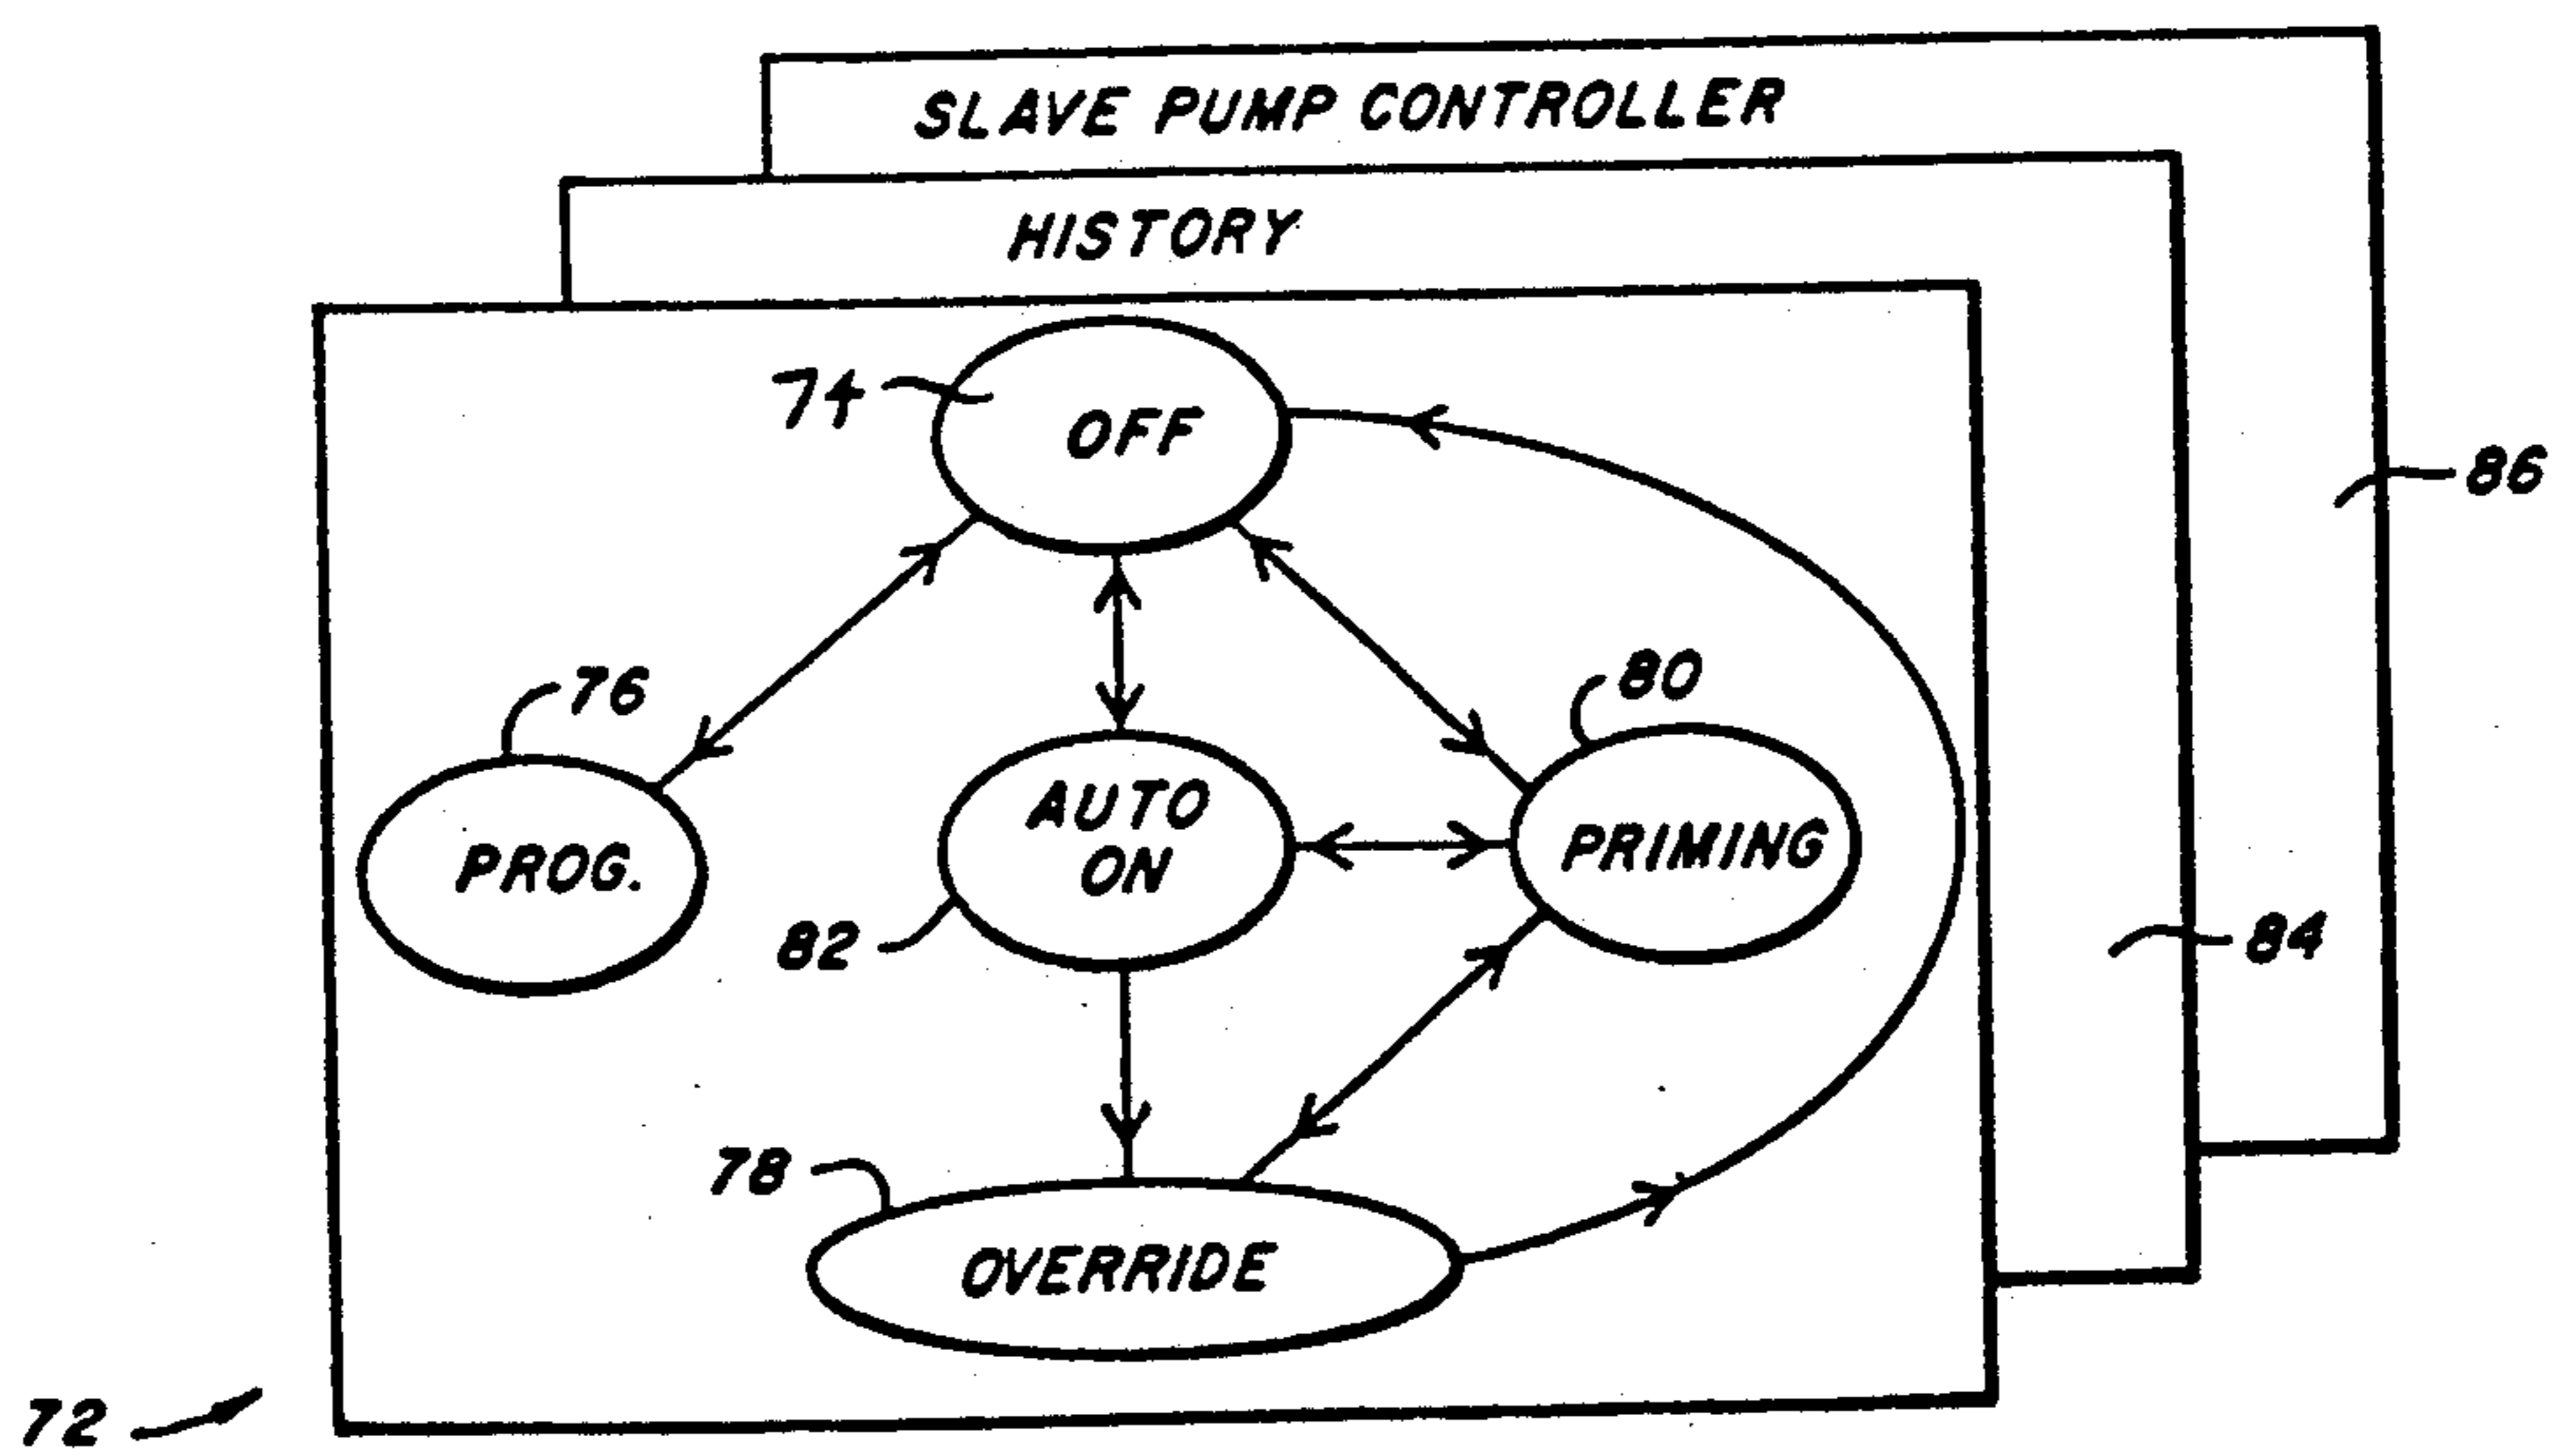 SLAVE PUMP CONTROLLER
HISTORY
74
OFF
86
76
80
AUTO
ON
PROG.
PRIMING
82
84
78
OVERRIDE
72